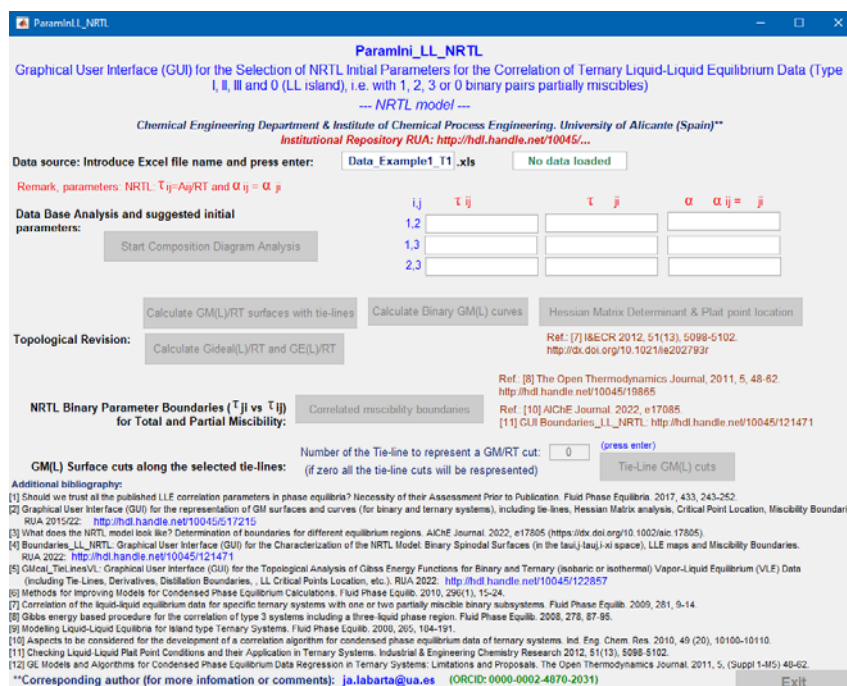 ParamIniLL_NRTL
ParamIni_LL_NRTL
Graphical User Interface (GUI) for the Selection of NRTL Initial Parameters for the Correlation of Ternary Liquid-Liquid Equilibrium Data (Type
I, II, III and 0 (LL island), i.e. with 1, 2, 3 or 0 binary pairs partially miscibles)
--- NRTL model ---
Chemical Engineering Department & Institute of Chemical Process Engineering. University of Alicante (Spain)**
Institutional Repository RUA: http://hdl.handle.net/10045/...
Data source: Introduce Excel file name and press enter: Data_Example1_T1 .xls No data loaded
Remark, parameters: NRTL: τij=Aij/RT and α ij = α ji
i,j τ ij τ ji α α ij = ji
Data Base Analysis and suggested initial
parameters:
1,2
Start Composition Diagram Analysis
1,3
2,3
Calculate GM(L)/RT surfaces with tie-lines Calculate Binary GM(L) curves Hessian Matrix Determinant & Plait point location
Topological Revision:
Calculate Gideal(L)/RT and GE(L)/RT
Ref.: [7] I&ECR 2012, 51(13), 5098-5102.
http://dx.doi.org/10.1021/ie202793r
Ref.: [8] The Open Thermodynamics Journal, 2011, 5, 48-62.
http://hdl.handle.net/10045/19865
NRTL Binary Parameter Boundaries (τji vs τij)
for Total and Partial Miscibility:
Correlated miscibility boundaries
Ref.: [10] AIChE Journal. 2022, e17085.
[11] GUI Boundaries_LL_NRTL: http://hdl.handle.net/10045/121471
GM(L) Surface cuts along the selected tie-lines:
Number of the Tie-line to represent a GM/RT cut: 0 (press enter)
(if zero all the tie-line cuts will be respresented)
Tie-Line GM(L) cuts
Additional bibliography:
[1] Should we trust all the published LLE correlation parameters in phase equilibria? Necesity of their Assessment Prior to Publication. Fluid Phase Equilibria. 2017, 433, 243-252.
[2] Graphical User Interface (GUI) for the representation of GM surfaces and curves (for binary and ternary systems), including tie-lines, Hessian Matrix analysis, Critical Point Location, Miscibility Boundari
RUA 2015/22: http://hdl.handle.net/10045/517215
[3] What does the NRTL model look like? Determination of boundaries for different equilibrium regions. AIChE Journal. 2022, e17805 (https://dx.doi.org/10.1002/aic.17805).
[4] Boundaries_LL_NRTL: Graphical User Interface (GUI) for the Characterization of the NRTL Model: Binary Spinodal Surfaces (in the taui,j-tauj,i-xi space), LLE maps and Miscibility Boundaries.
RUA 2022: http://hdl.handle.net/10045/121471
[5] GMcal_TieLinesVL: Graphical User Interface (GUI) for the Topological Analysis of Gibss Energy Functions for Binary and Ternary (isobaric or isothermal) Vapor-Liquid Equilibrium (VLE) Data
(including Tie-Lines, Derivatives, Distillation Boundaries, , LL Critical Points Location, etc.). RUA 2022: http://hdl.handle.net/10045/122857
[6] Methods for Improving Models for Condensed Phase Equilibrium Calculations. Fluid Phase Equilib. 2010, 296(1), 15-24.
[7] Correlation of the liquid-liquid equilibrium data for specific ternary systems with one or two partially miscible binary subsystems. Fluid Phase Equilib. 2009, 281, 9-14.
[8] Gibbs energy based procedure for the correlation of type 3 systems including a three-liquid phase region. Fluid Phase Equilib. 2008, 278, 87-95.
[9] Modelling Liquid-Liquid Equilibria for Island type Ternary Systems. Fluid Phase Equilib. 2008, 265, 184-191.
[10] Aspects to be considered for the development of a correlation algorithm for condensed phase equilibrium data of ternary systems. Ind. Eng. Chem. Res. 2010, 49 (20), 10100-10110.
[11] Checking Liquid-Liquid Plait Point Conditions and their Application in Ternary Systems. Industrial & Engineering Chemistry Research 2012, 51(13), 5098-5102.
[12] GE Models and Algorithms for Condensed Phase Equilibrium Data Regression in Ternary Systems: Limitations and Proposals. The Open Thermodynamics Journal. 2011, 5, (Suppl 1-M5) 48-62.
**Corresponding author (for more infomation or comments): ja.labarta@ua.es (ORCID: 0000-0002-4870-2031) Exit